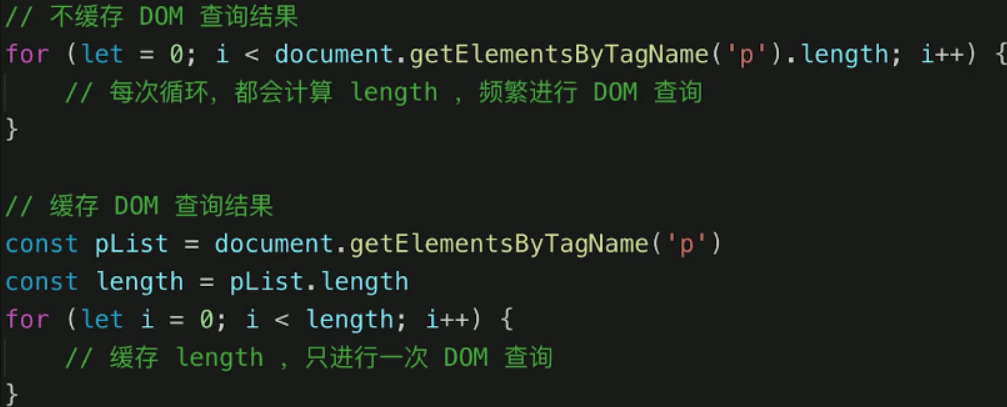 // 不缓存 DOM 查询结果
for (let = 0; i < document.getElementsByTagName('p').length; i++) {
// 每次循环，都会计算 length ，频繁进行 DOM 查询
}
// 缓存 DOM 查询结果
const pList = document.getElementsByTagName('p')
const length = pList.length
for (let i = 0; i < length; i++) {
// 缓存 length ，只进行一次 DOM 查询
}